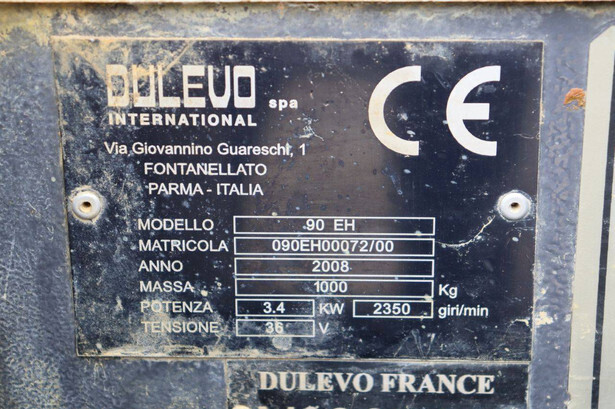 DULEVO spa
INTERNATIONAL
CE
Via Giovannino Guareschi, 1
FONTANELLATO
PARMA - ITALIA
MODELLO 90 EH
MATRICOLA 090EH00072/00
ANNO 2008
MASSA 1000 Kg
POTENZA 3.4 KW 2350 giri/min
TENSIONE 36 V
DULEVO FRANCE